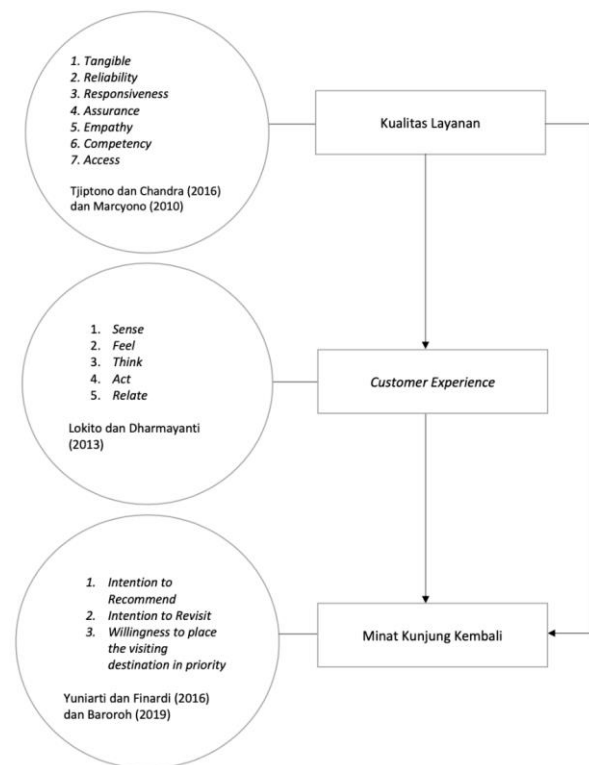 1. Tangible
2. Reliability
3. Responsiveness
4. Assurance
5. Empathy
6. Competency
7. Access
Tjiptono dan Chandra (2016)
dan Marcyono (2010)
Kualitas Layanan
1. Sense
2. Feel
3. Think
4. Act
5. Relate
Lokito dan Dharmayanti
(2013)
Customer Experience
1. Intention to
Recommend
2. Intention to Revisit
3. Willingness to place
the visiting
destination in priority
Yuniarti dan Finardi (2016)
dan Baroroh (2019)
Minat Kunjung Kembali